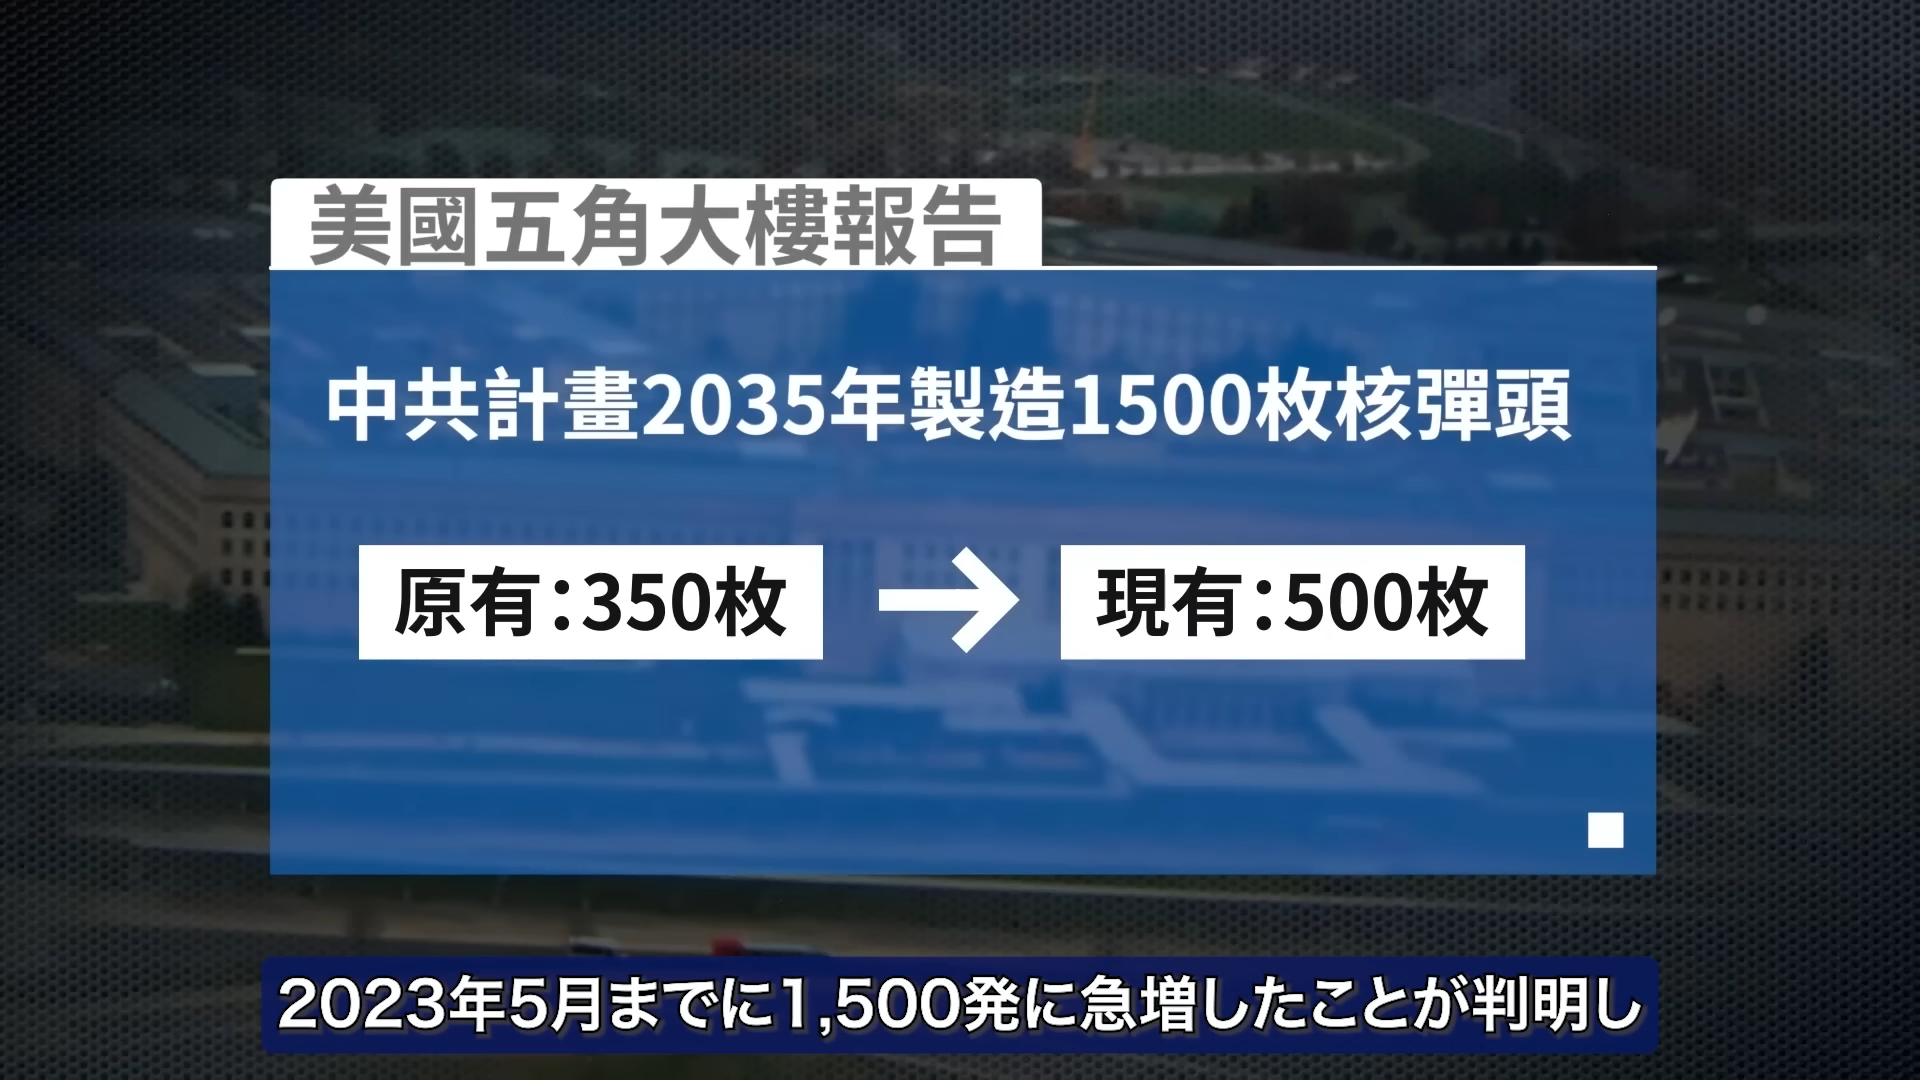 美國五角大樓報告
中共計畫2035年製造1500枚核彈頭
原有：350枚
現有：500枚
2023年5月までに1,500発に急増したことが判明し